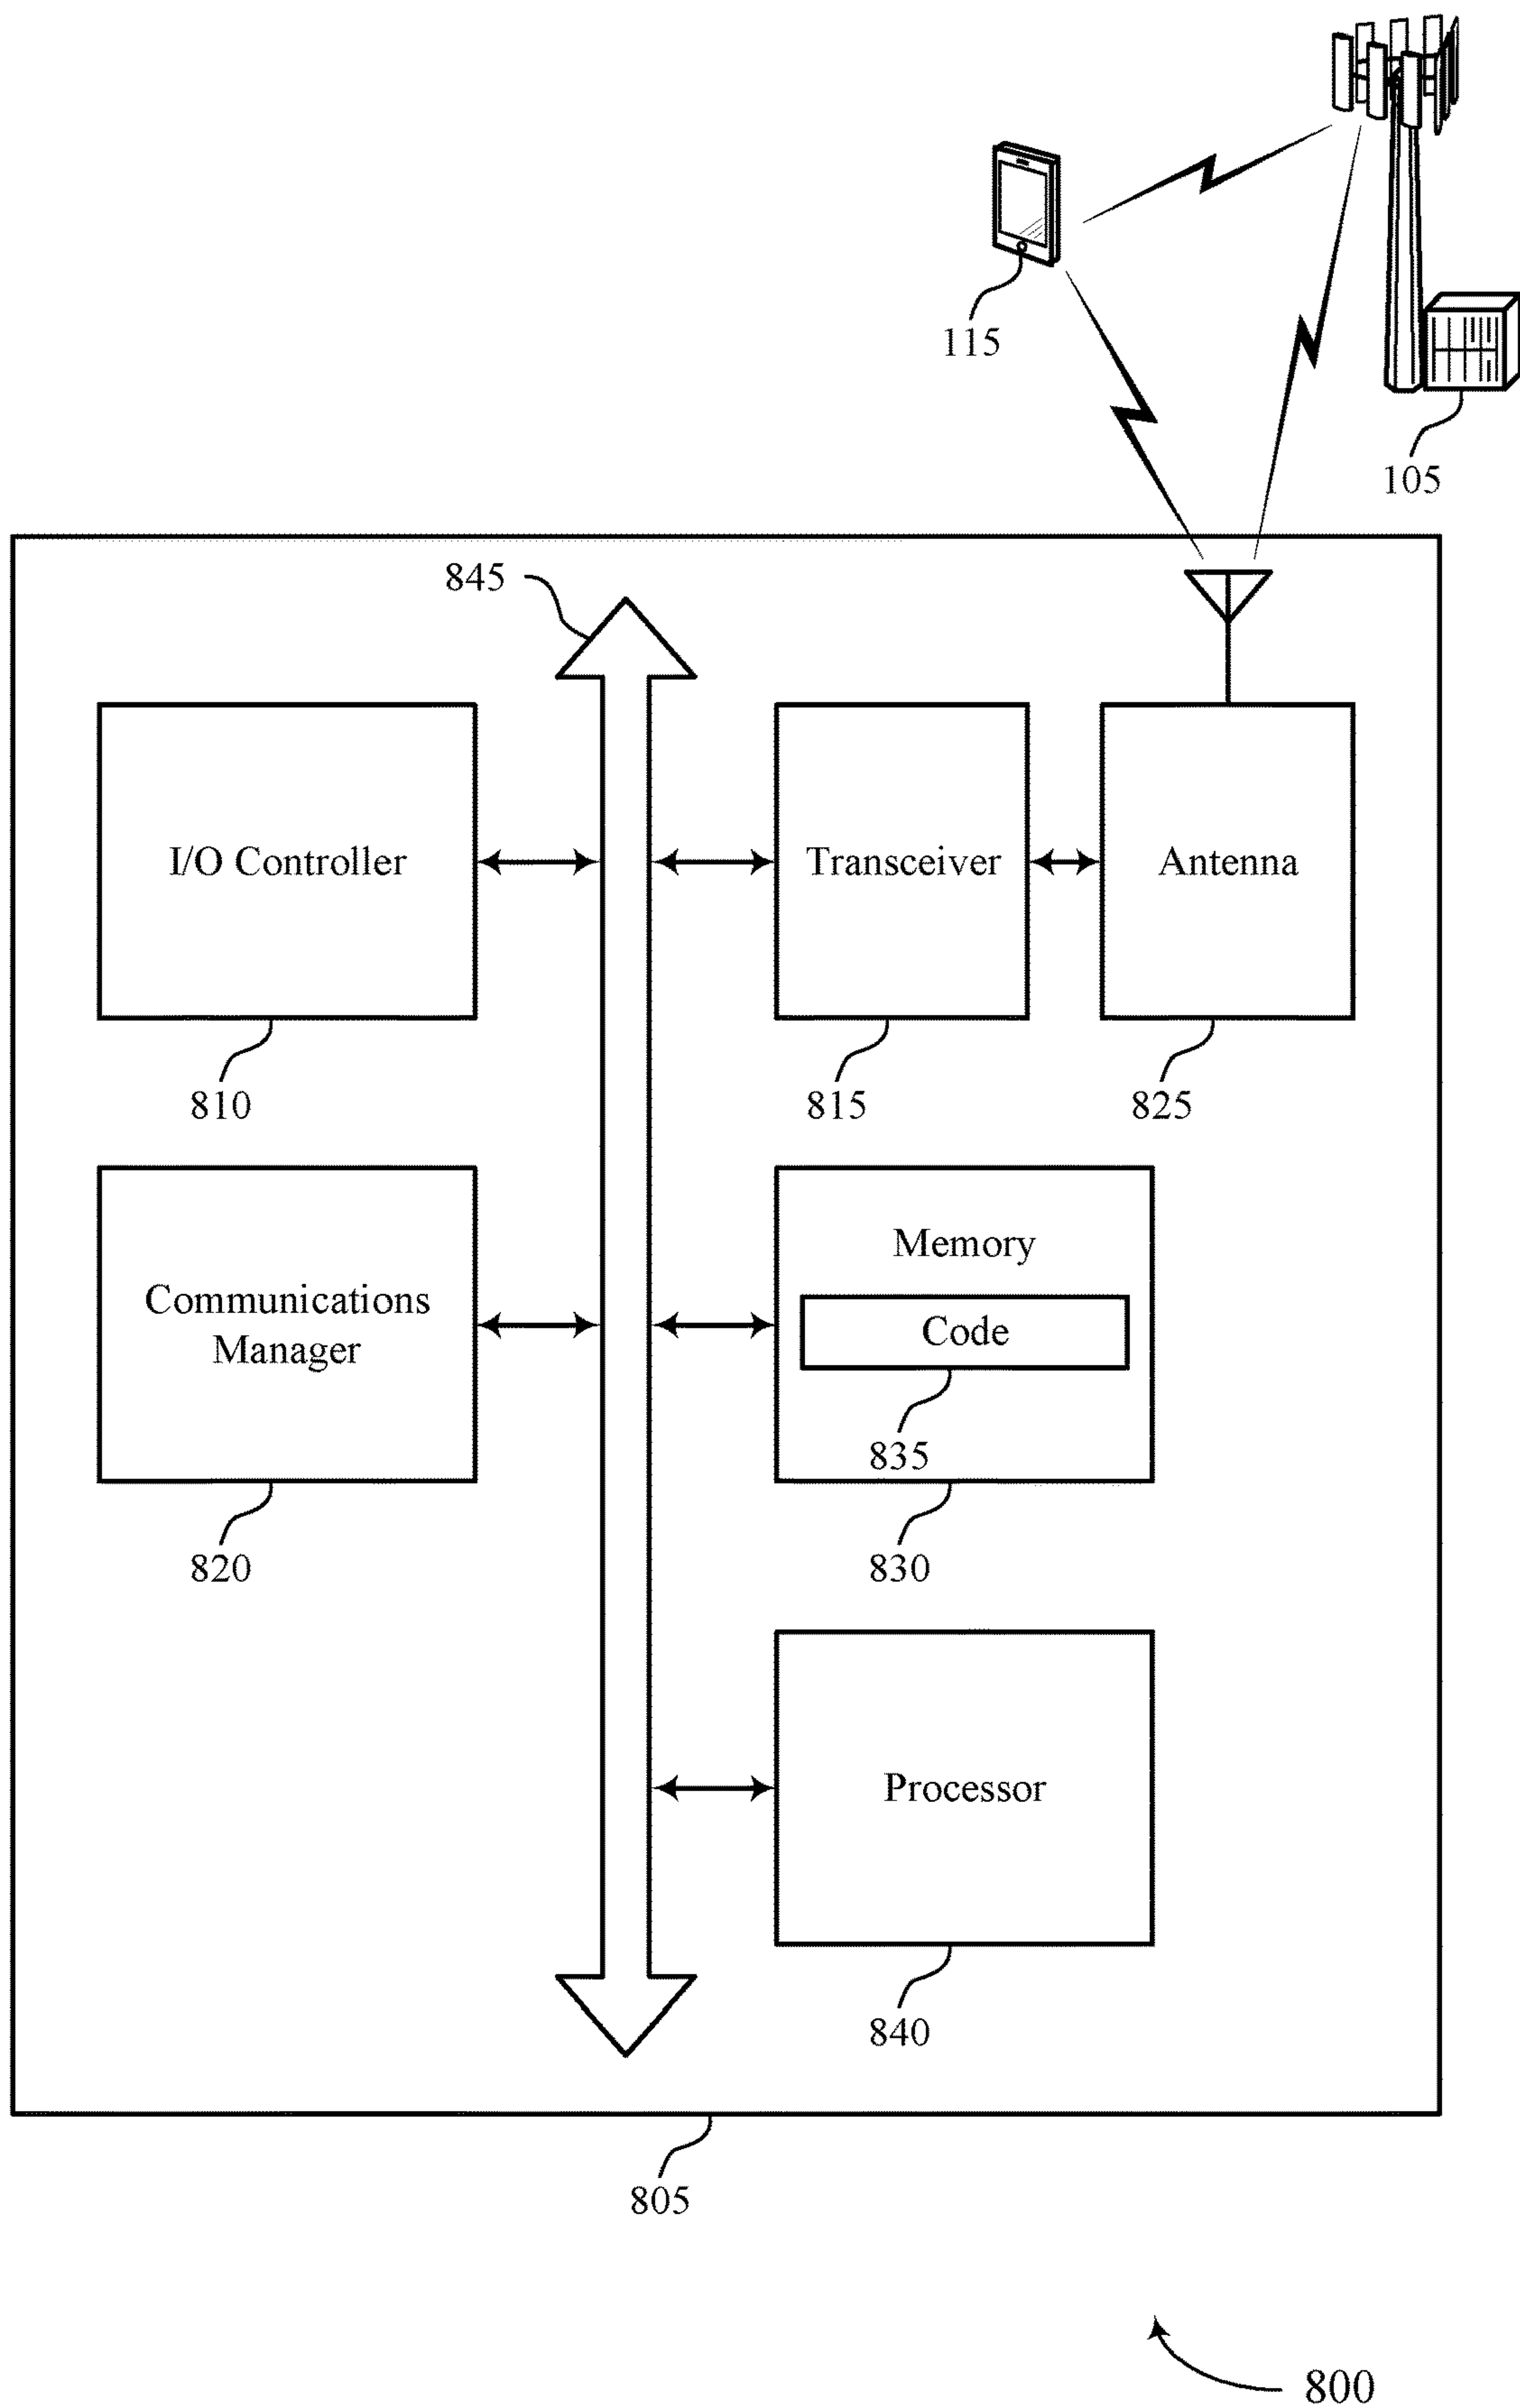 115
105
845
I/O Controller
Transceiver
Antenna
810
815
825
Communications
Manager
Memory
Code
835
820
830
Processor
840
805
800